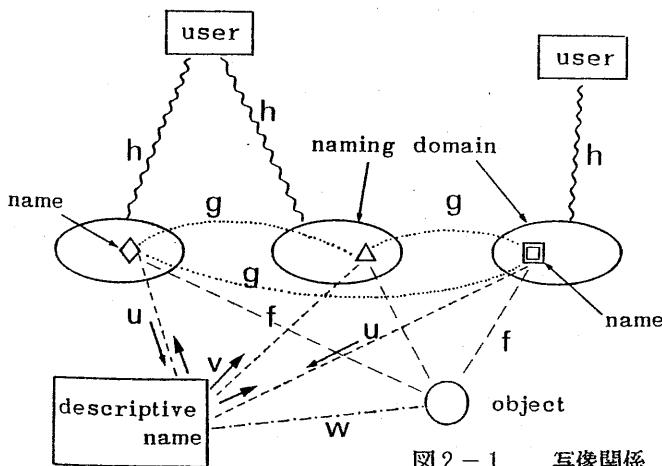 user
user
h
h
h
naming domain
name
g
g
g
name
u
f
u
f
v
descriptive
name
w
object
図2-1 写像関係